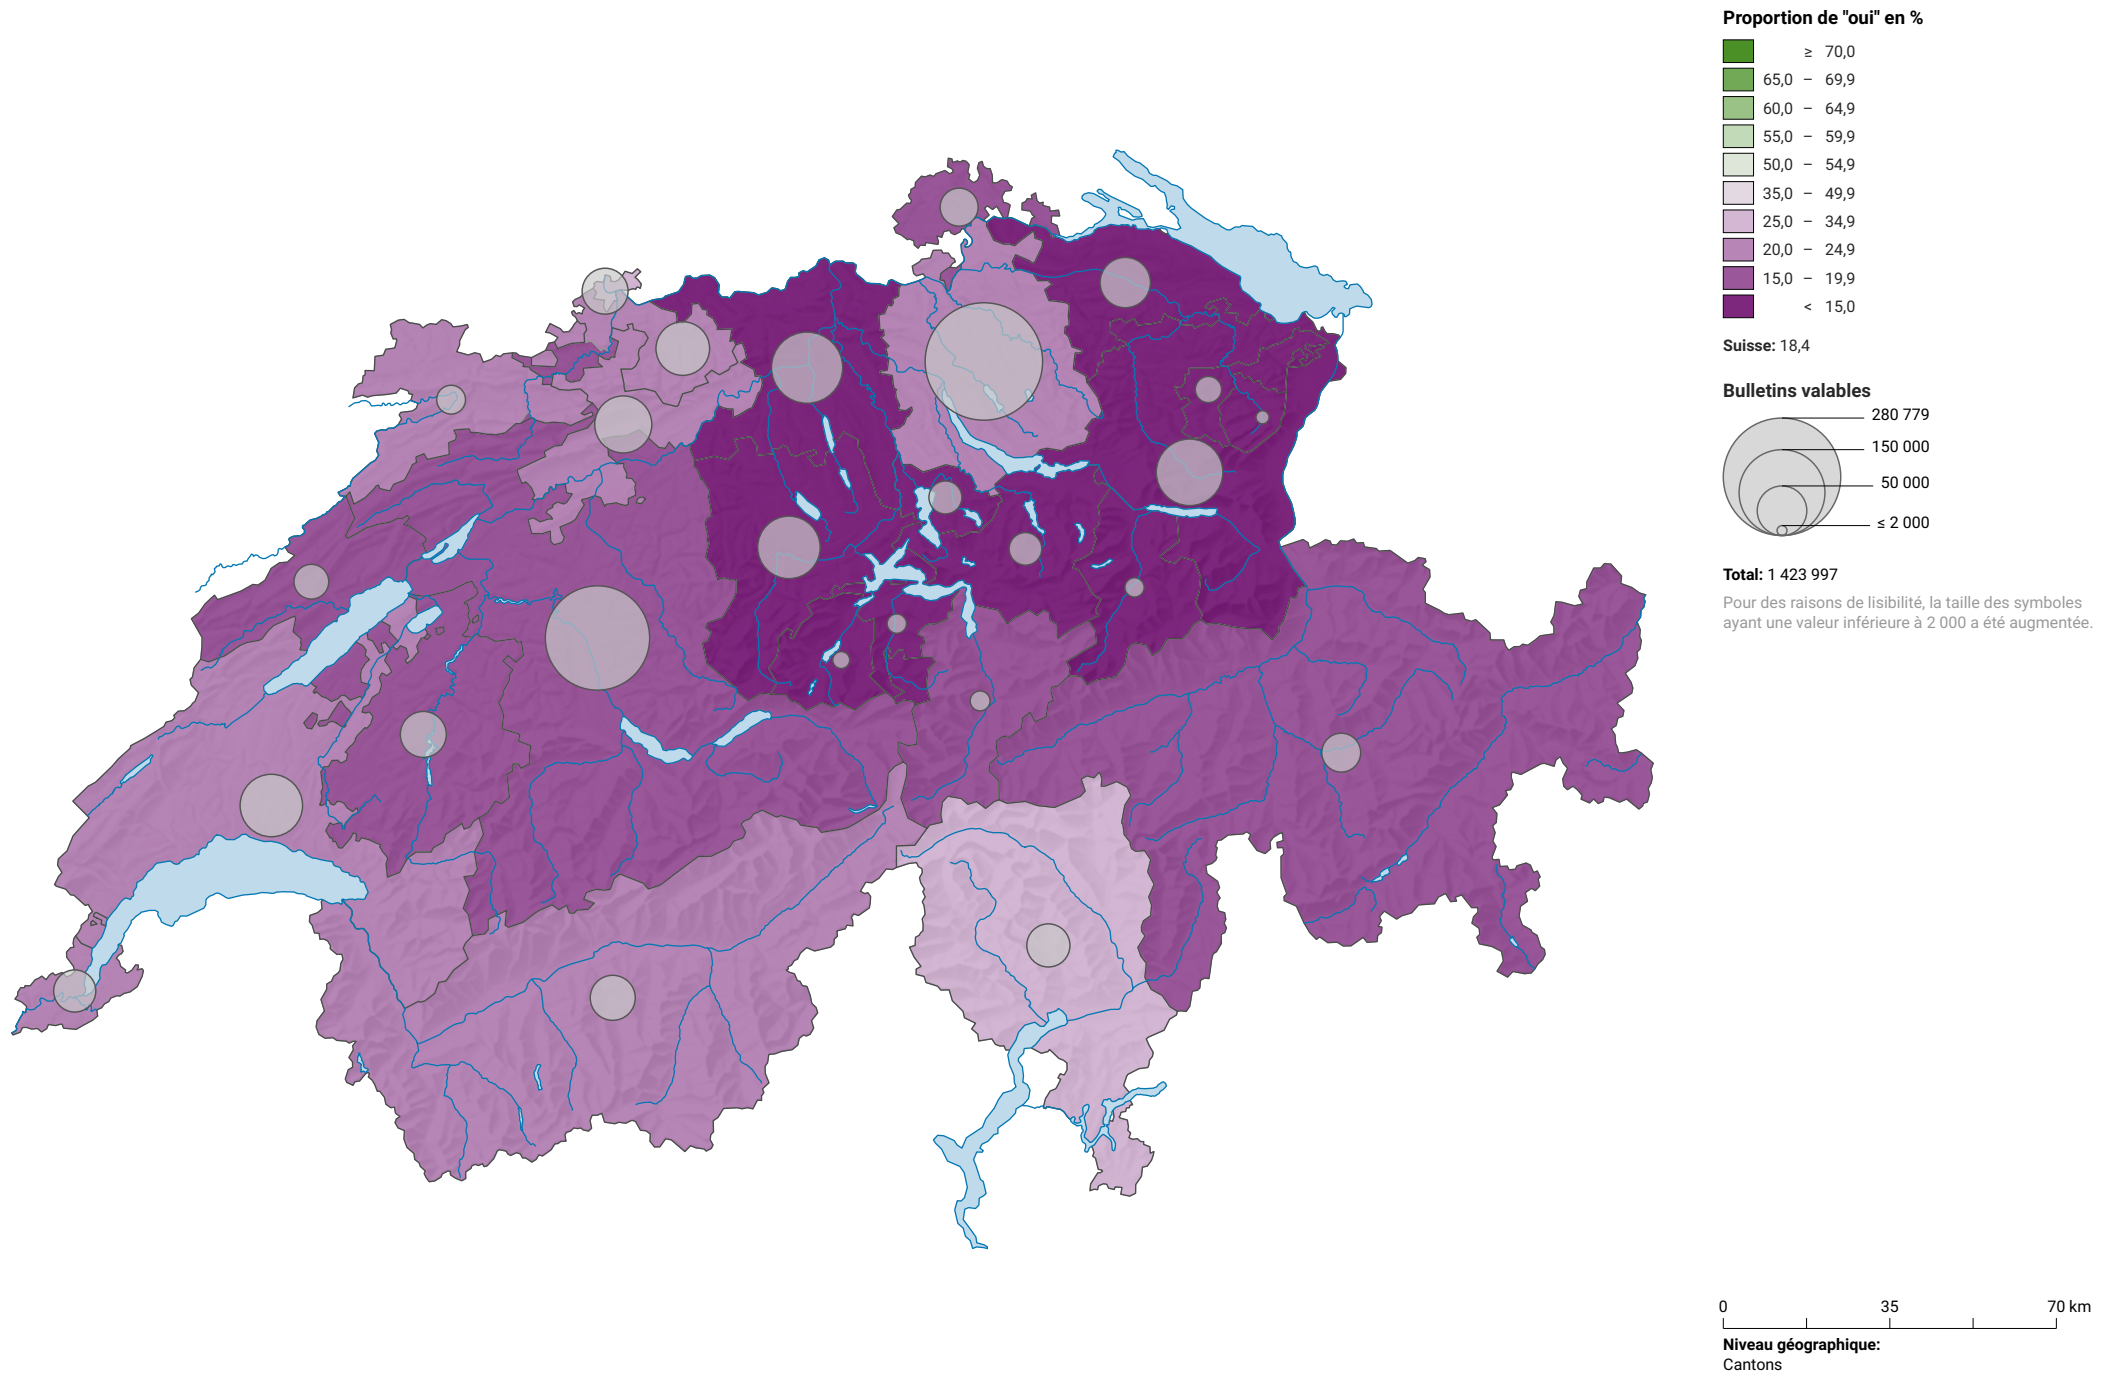 Proportion de "oui" en %
≥ 70,0
65,0 – 69,9
60,0 – 64,9
55,0 – 59,9
50,0 – 54,9
35,0 – 49,9
25,0 – 34,9
20,0 – 24,9
15,0 – 19,9
< 15,0
Suisse: 18,4
Bulletins valables
280 779
150 000
50 000
≤ 2 000
Total: 1 423 997
Pour des raisons de lisibilité, la taille des symboles
ayant une valeur inférieure à 2 000 a été augmentée.
0 35 70 km
Niveau géographique:
Cantons